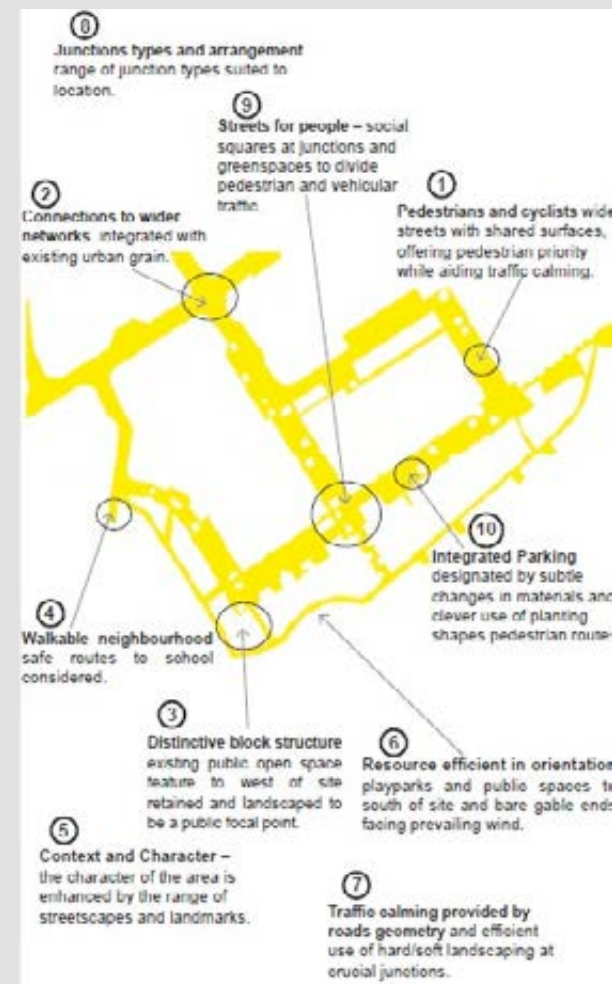 8
Junctions types and arrangement
range of junction types suited to
location.
9
Streets for people – social
squares at junctions and
greenspaces to divide
pedestrian and vehicular
traffic
2
Connections to wider
networks integrated with
existing urban grain.
1
Pedestrians and cyclists wide
streets with shared surfaces,
offering pedestrian priority
while aiding traffic calming.
10
Integrated Parking
designated by subtle
changes in materials and
clever use of planting
shapes pedestrian route
4
Walkable neighbourhood
safe routes to school
considered.
3
Distinctive block structure
existing public open space
feature to west of site
retained and landscaped to
be a public focal point.
6
Resource efficient in orientation
playparks and public spaces to
south of site and bare gable ends
facing prevailing wind.
5
Context and Character –
the character of the area is
enhanced by the range of
streetscapes and landmarks.
7
Traffic calming provided by
roads geometry and efficient
use of hard/soft landscaping at
crucial junctions.